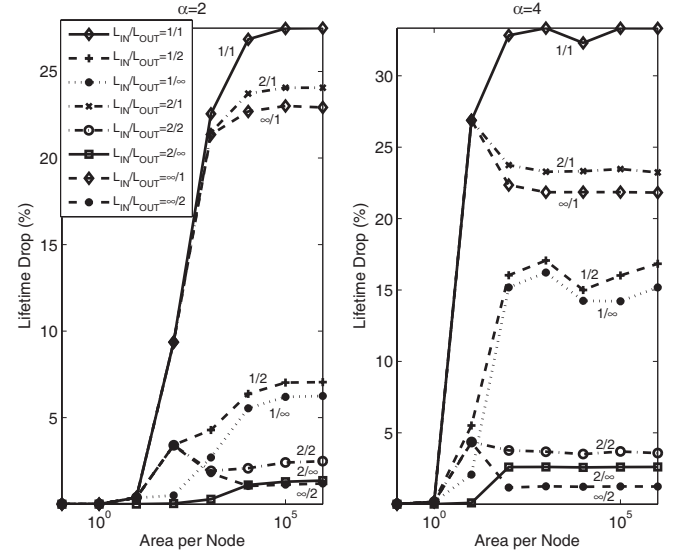 α=2
α=4
L_IN/L_OUT=1/1
L_IN/L_OUT=1/2
L_IN/L_OUT=1/∞
L_IN/L_OUT=2/1
L_IN/L_OUT=2/2
L_IN/L_OUT=2/∞
L_IN/L_OUT=∞/1
L_IN/L_OUT=∞/2
Lifetime Drop (%)
25
20
15
10
5
1/1
2/1
∞/1
1/2
1/∞
2/2
2/∞
∞/2
10^0
10^5
Area per Node
Lifetime Drop (%)
30
25
20
15
10
5
1/1
2/1
∞/1
1/2
1/∞
2/2
2/∞
∞/2
10^0
10^5
Area per Node